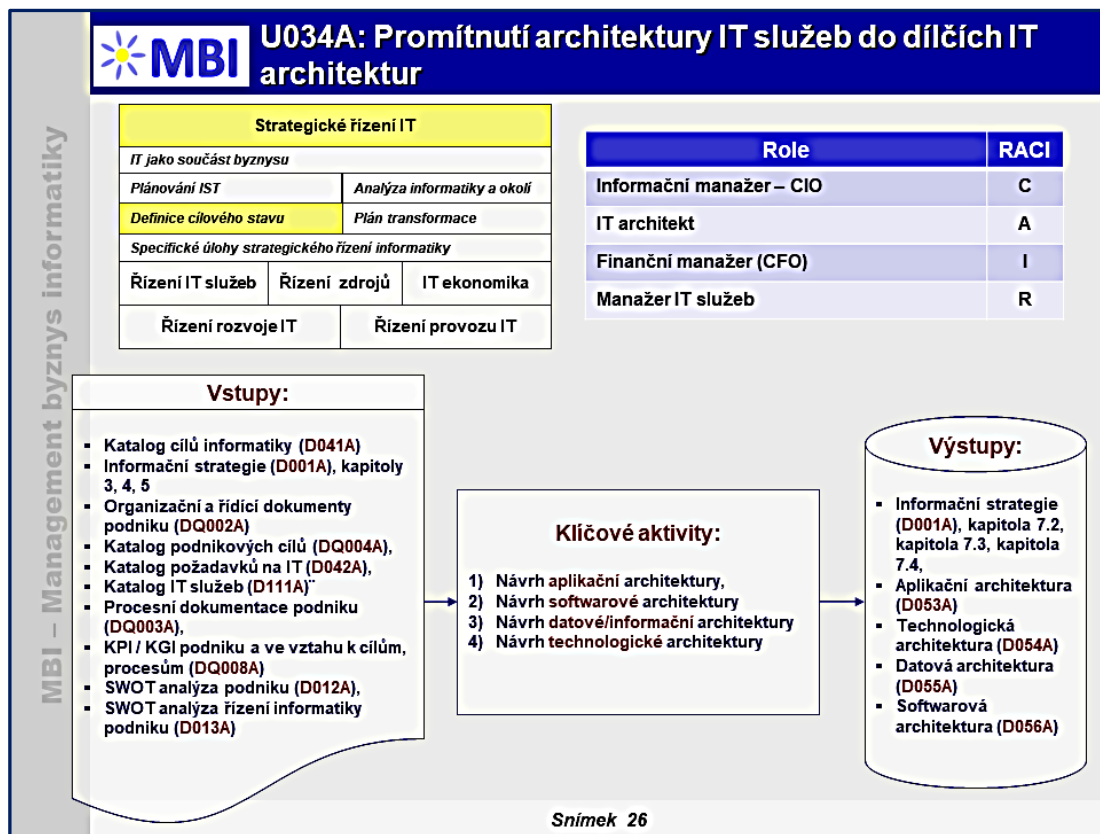 MBI
U034A: Promítnutí architektury IT služeb do dílčích IT
architektur
MBI – Management byznys informatiky
Strategické řízení IT
IT jako součást byznysu
Plánování IST
Analýza informatiky a okolí
Definice cílového stavu
Plán transformace
Specifické úlohy strategického řízení informatiky
Řízení IT služeb
Řízení zdrojů
IT ekonomika
Řízení rozvoje IT
Řízení provozu IT
Role RACI
Informační manažer – CIO C
IT architekt A
Finanční manažer (CFO) I
Manažer IT služeb R
Vstupy:
▪ Katalog cílů informatiky (D041A)
▪ Informační strategie (D001A), kapitoly
3, 4, 5
▪ Organizační a řídící dokumenty
podniku (DQ002A)
▪ Katalog podnikových cílů (DQ004A),
▪ Katalog požadavků na IT (D042A),
▪ Katalog IT služeb (D111A)¨
▪ Procesní dokumentace podniku
(DQ003A),
▪ KPI / KGI podniku a ve vztahu k cílům,
procesům (DQ008A)
▪ SWOT analýza podniku (D012A),
▪ SWOT analýza řízení informatiky
podniku (D013A)
Klíčové aktivity:
1) Návrh aplikační architektury,
2) Návrh softwarové architektury
3) Návrh datové/informační architektury
4) Návrh technologické architektury
Výstupy:
▪ Informační strategie
(D001A), kapitola 7.2,
kapitola 7.3, kapitola
7.4,
▪ Aplikační architektura
(D053A)
▪ Technologická
architektura (D054A)
▪ Datová architektura
(D055A)
▪ Softwarová
architektura (D056A)
Snímek 26